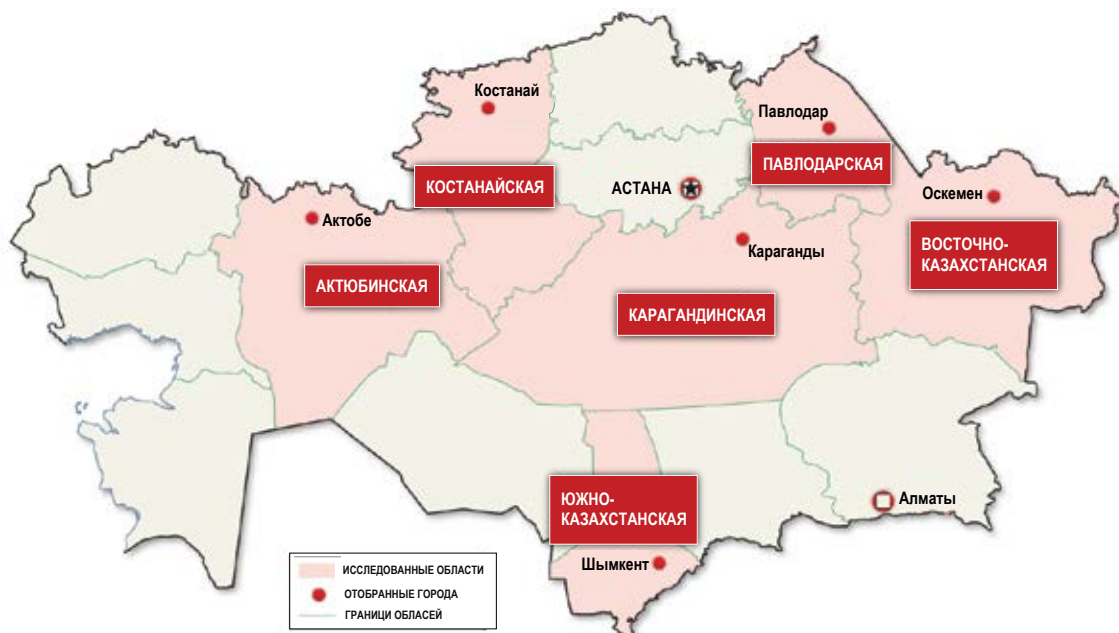 Костанай
Павлодар
КОСТАНАЙСКАЯ
ПАВЛОДАРСКАЯ
АСТАНА
Оскемен
Актобе
Караганды
ВОСТОЧНО-
КАЗАХСТАНСКАЯ
АКТЮБИНСКАЯ
КАРАГАНДИНСКАЯ
ЮЖНО-
КАЗАХСТАНСКАЯ
Алматы
Шымкент
ИССЛЕДОВАННЫЕ ОБЛАСТИ
ОТОБРАННЫЕ ГОРОДА
ГРАНИЦИ ОБЛАСЕЙ